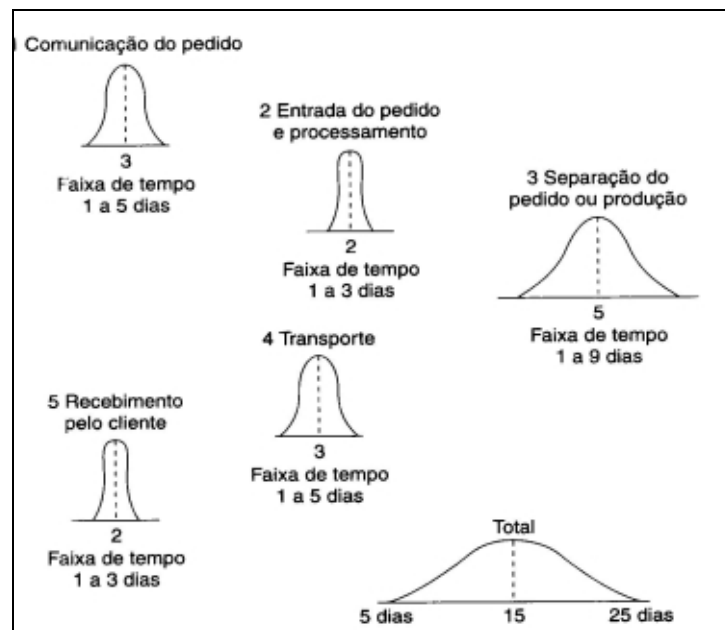 1 Comunicação do pedido
3
Faixa de tempo
1 a 5 dias
2 Entrada do pedido
e processamento
2
Faixa de tempo
1 a 3 dias
3 Separação do
pedido ou produção
5
Faixa de tempo
1 a 9 dias
4 Transporte
3
Faixa de tempo
1 a 5 dias
5 Recebimento
pelo cliente
2
Faixa de tempo
1 a 3 dias
Total
5 dias 15 25 dias